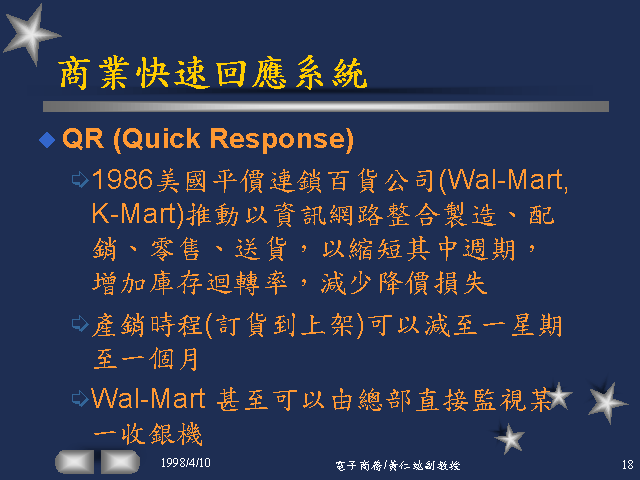 商業快速回應系統
QR (Quick Response)
1986美國平價連鎖百貨公司(Wal-Mart,
K-Mart)推動以資訊網路整合製造、配
銷、零售、送貨，以縮短其中週期，
增加庫存迴轉率，減少降價損失
產銷時程(訂貨到上架)可以減至一星期
至一個月
Wal-Mart 甚至可以由總部直接監視某
一收銀機
1998/4/10
電子商務/黃仁竑副教授
18